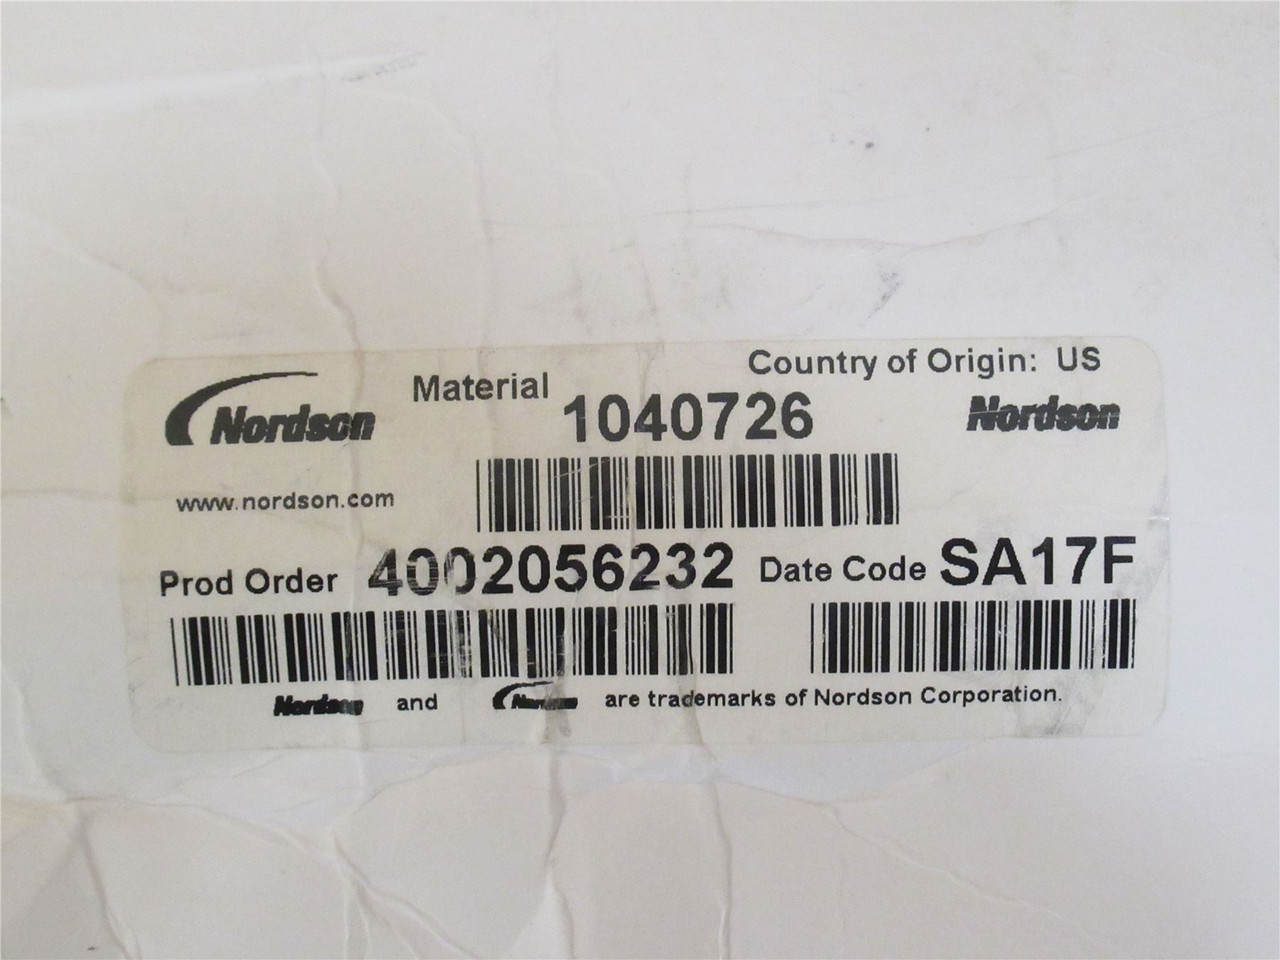 Country of Origin: US
Nordson Material 1040726 Nordson
www.nordson.com
Prod Order 4002056232 Date Code SA17F
Nordson and Nordson are trademarks of Nordson Corporation.